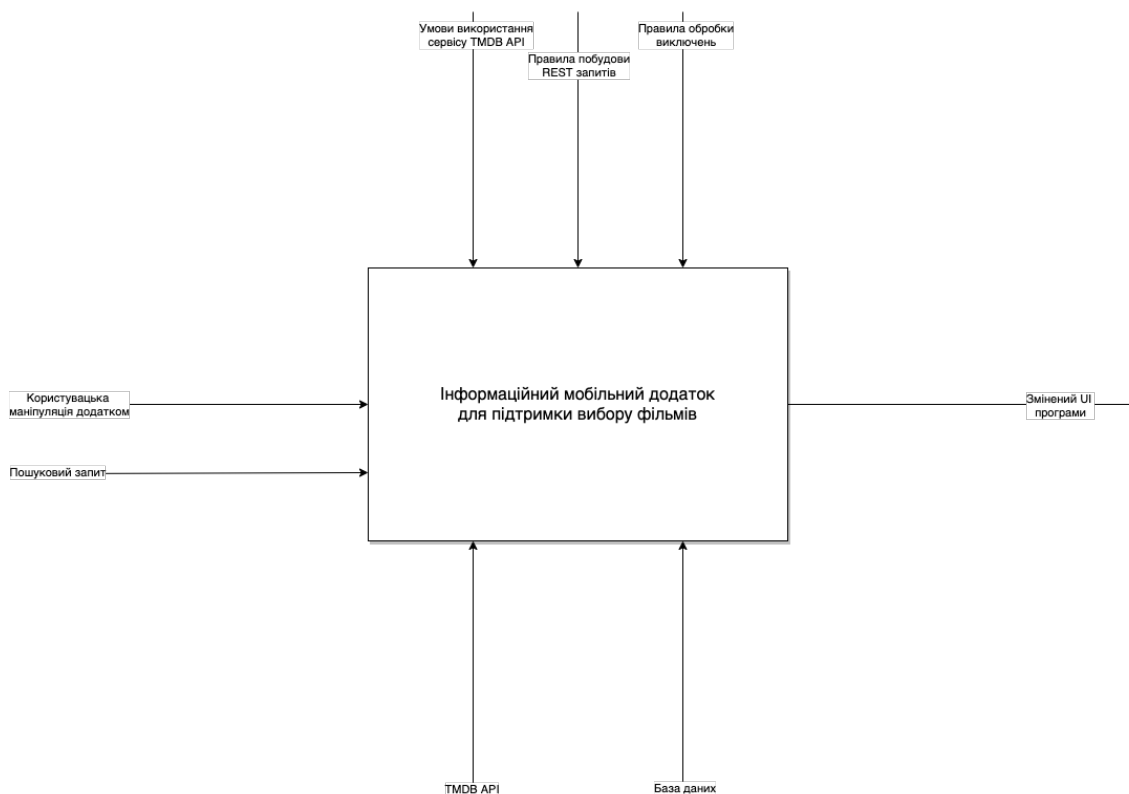 Умови використання
сервісу TMDB API
Правила побудови
REST запитів
Правила обробки
виключень
Інформаційний мобільний додаток
для підтримки вибору фільмів
Користувацька
маніпуляція додатком
Пошуковий запит
Змінений UI
програми
TMDB API
База даних